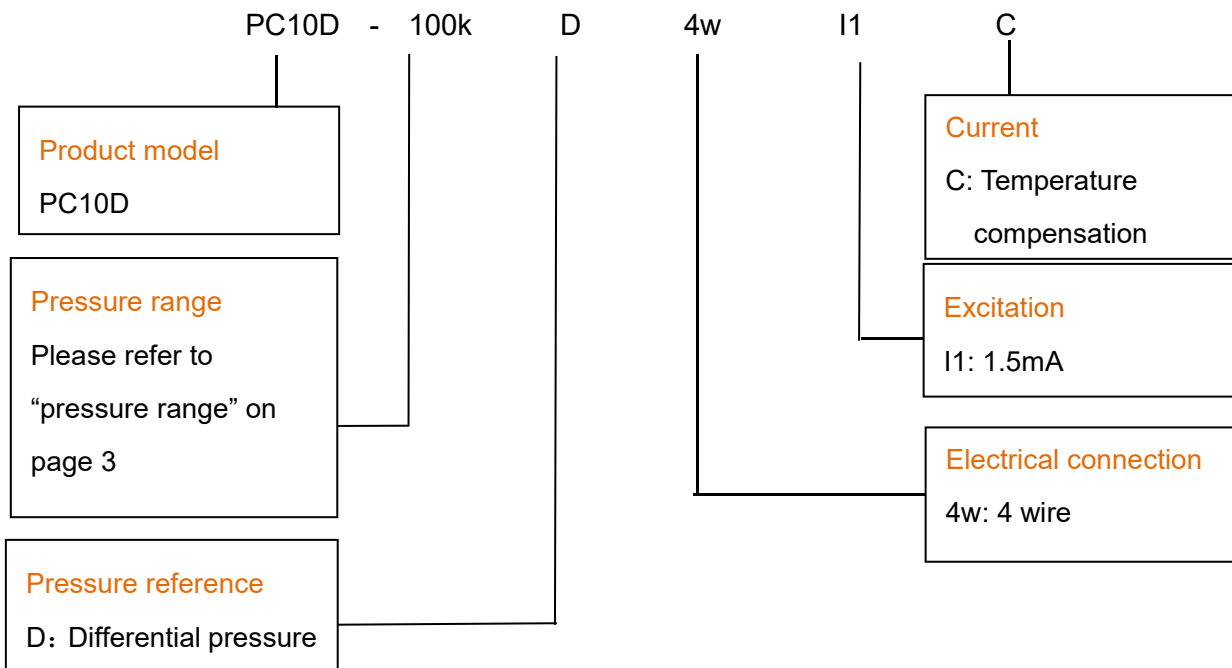 PC10D - 100k D 4w I1 C
Product model
PC10D
Pressure range
Please refer to
“pressure range” on
page 3
Pressure reference
D：Differential pressure
Current
C: Temperature
compensation
Excitation
I1: 1.5mA
Electrical connection
4w: 4 wire